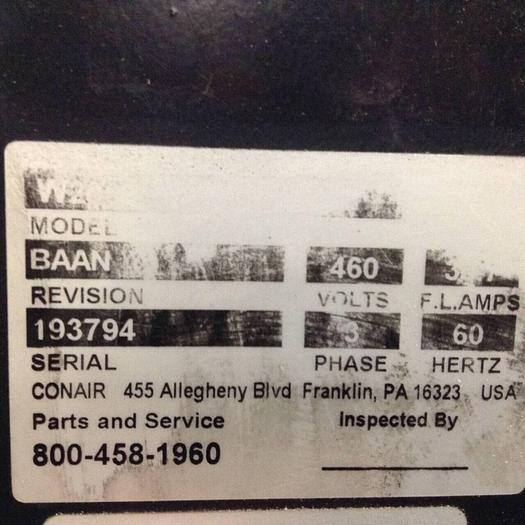 MODEL
BAAN 460
REVISION VOLTS F.L.AMPS
193794 3 60
SERIAL PHASE HERTZ
CONAIR 455 Allegheny Blvd Franklin, PA 16323 USA
Parts and Service Inspected By
800-458-1960